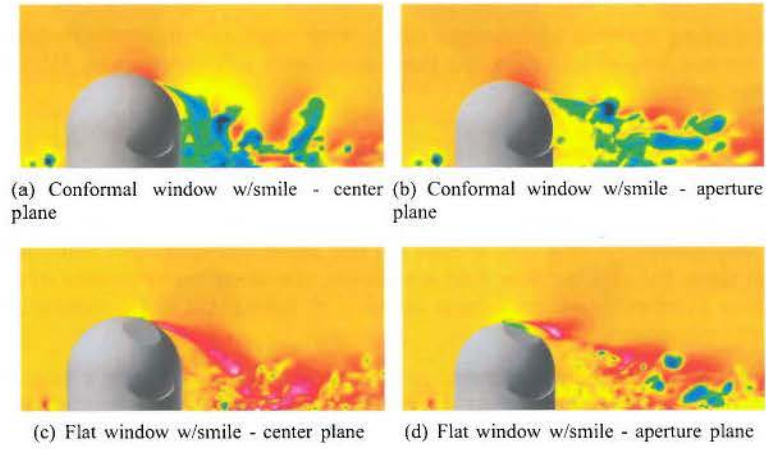 (a) Conformal window w/smile - center
plane
(b) Conformal window w/smile - aperture
plane
(c) Flat window w/smile - center plane
(d) Flat window w/smile - aperture plane